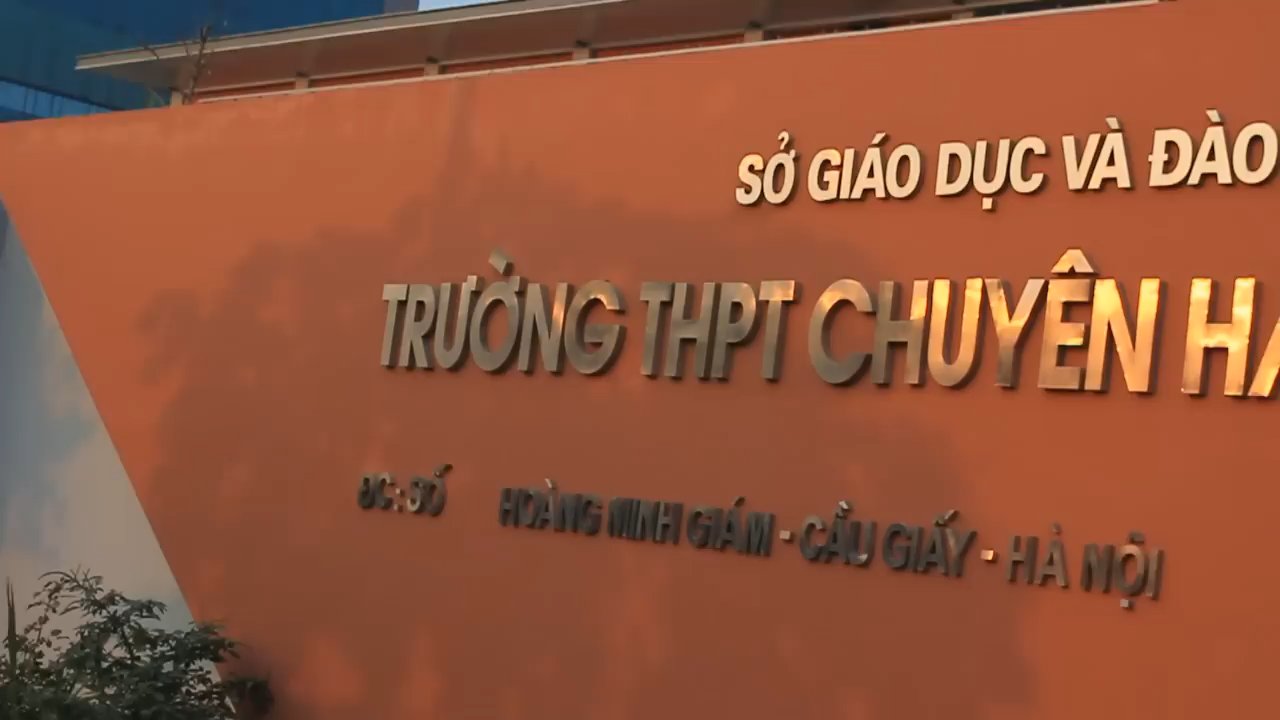 SỞ GIÁO DỤC VÀ ĐÀO
TRƯỜNG THPT CHUYÊN HÀ
ĐC: SỐ HOÀNG MINH GIÁM - CẦU GIẤY - HÀ NỘI